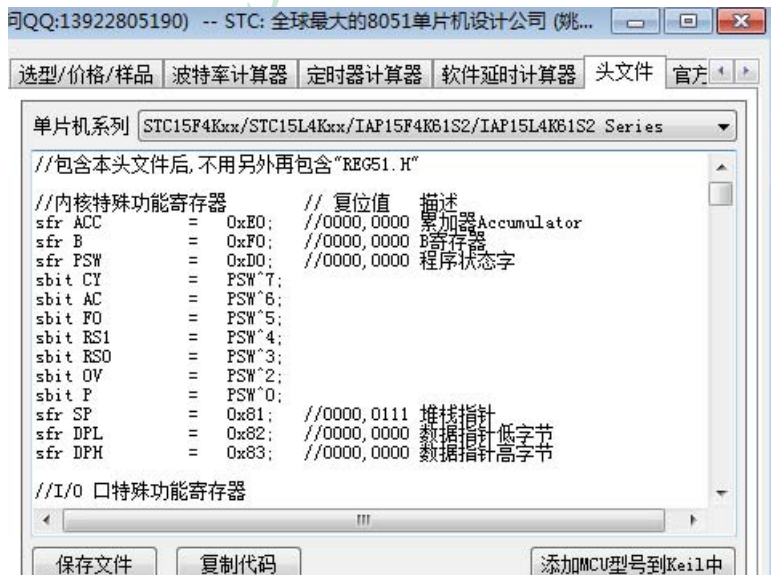 问QQ:13922805190) -- STC: 全球最大的8051单片机设计公司 (姚...
选型/价格/样品 波特率计算器 定时器计算器 软件延时计算器 头文件 官方
单片机系列 STC15F4Kxx/STC15L4Kxx/IAP15F4K61S2/IAP15L4K61S2 Series
//包含本头文件后,不用另外再包含"REG51.H"
//内核特殊功能寄存器 // 复位值 描述
sfr ACC = 0xE0; //0000,0000 累加器Accumulator
sfr B = 0xF0; //0000,0000 B寄存器
sfr PSW = 0xD0; //0000,0000 程序状态字
sbit CY = PSW^7;
sbit AC = PSW^6;
sbit F0 = PSW^5;
sbit RS1 = PSW^4;
sbit RS0 = PSW^3;
sbit OV = PSW^2;
sbit P = PSW^0;
sfr SP = 0x81; //0000,0111 堆栈指针
sfr DPL = 0x82; //0000,0000 数据指针低字节
sfr DPH = 0x83; //0000,0000 数据指针高字节
//I/O 口特殊功能寄存器
保存文件 复制代码 添加MCU型号到Keil中